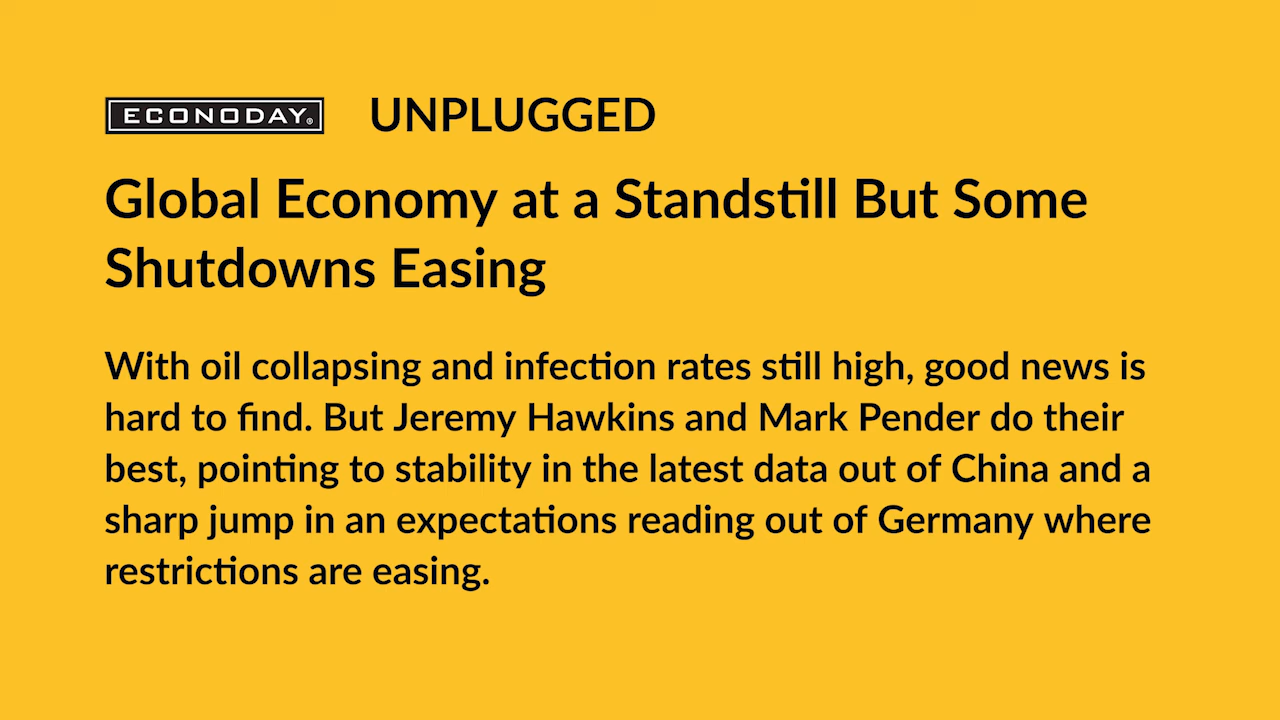 ECONODAY® UNPLUGGED
Global Economy at a Standstill But Some
Shutdowns Easing
With oil collapsing and infection rates still high, good news is
hard to find. But Jeremy Hawkins and Mark Pender do their
best, pointing to stability in the latest data out of China and a
sharp jump in an expectations reading out of Germany where
restrictions are easing.